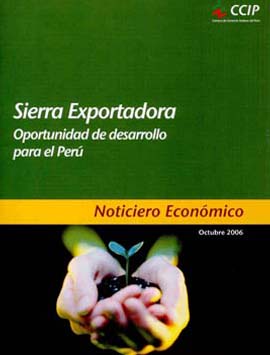 CCIP
Sierra Exportadora
Oportunidad de desarrollo
para el Perú
Noticiero Económico
Octubre 2006